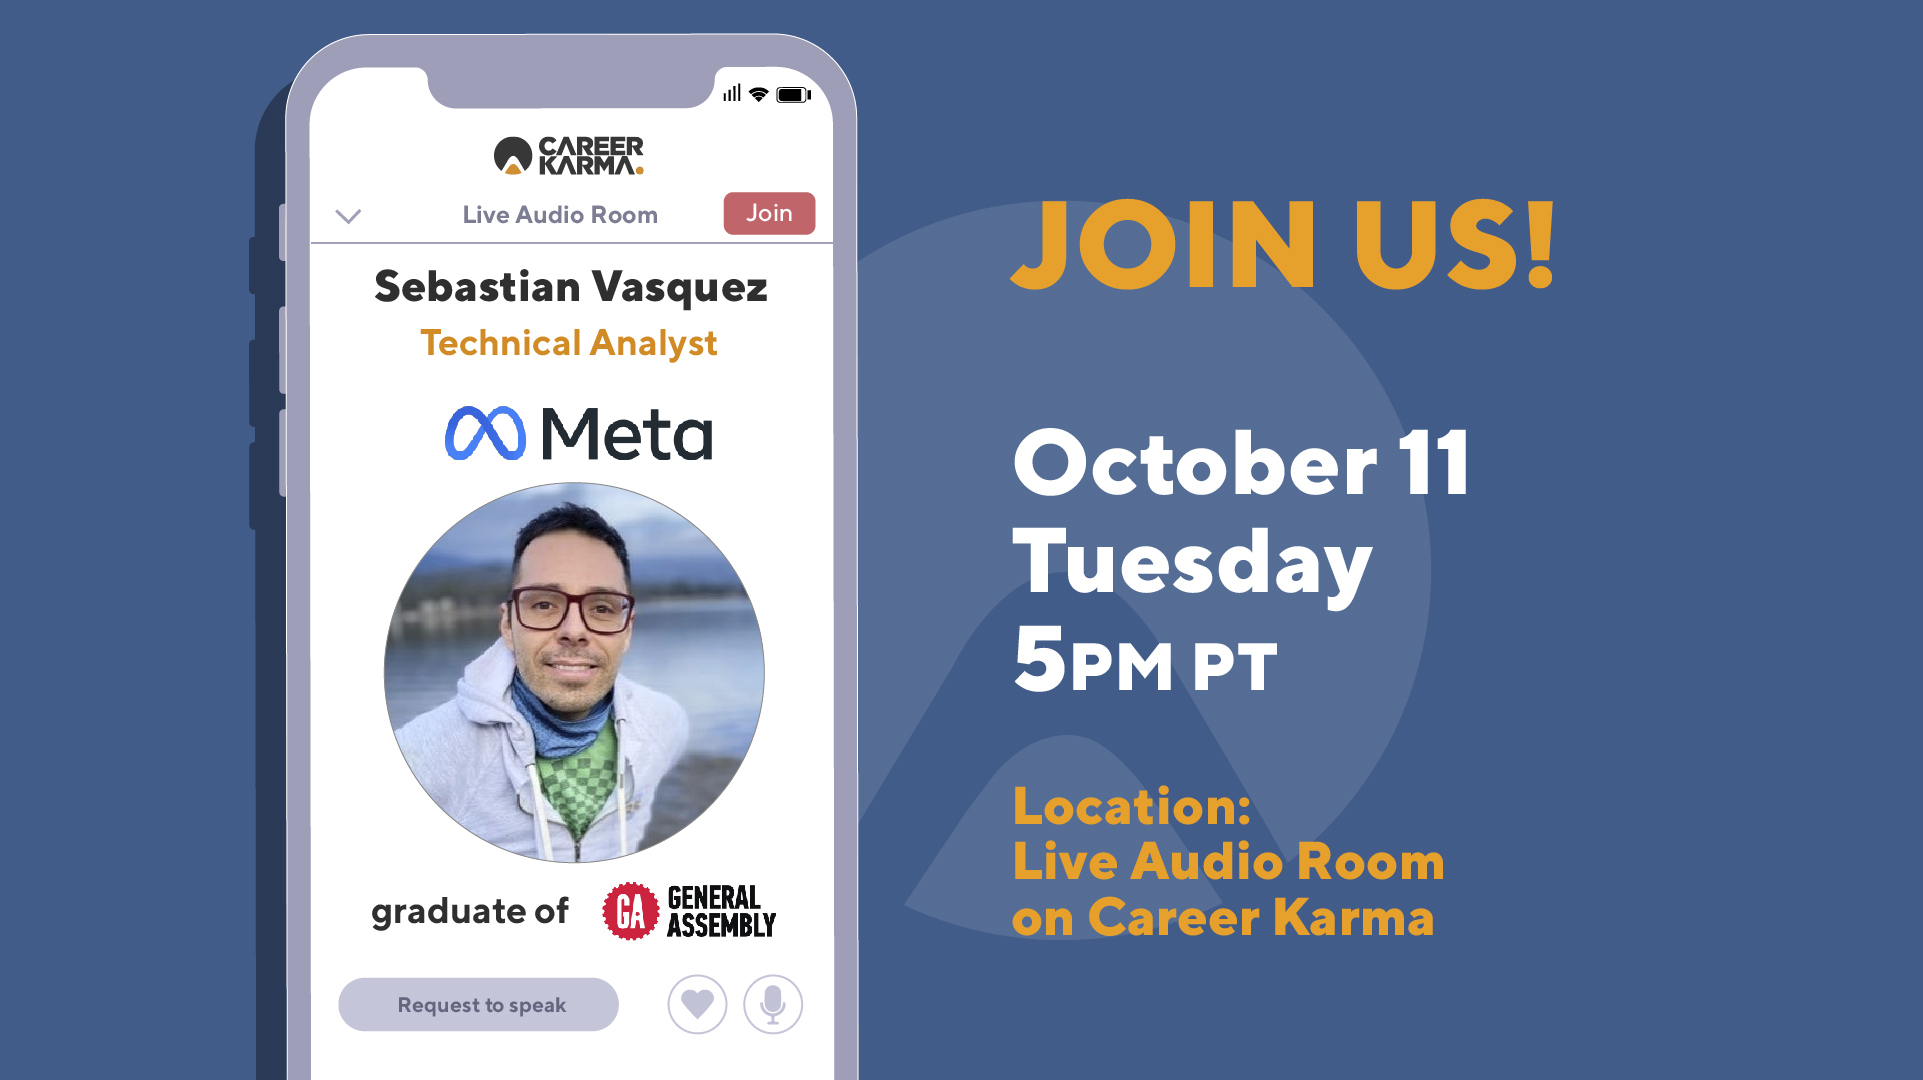 CAREER
KARMA.
Live Audio Room
Join
Sebastian Vasquez
Technical Analyst
Meta
graduate of
GA
GENERAL
ASSEMBLY
Request to speak
JOIN US!
October 11
Tuesday
5PM PT
Location:
Live Audio Room
on Career Karma